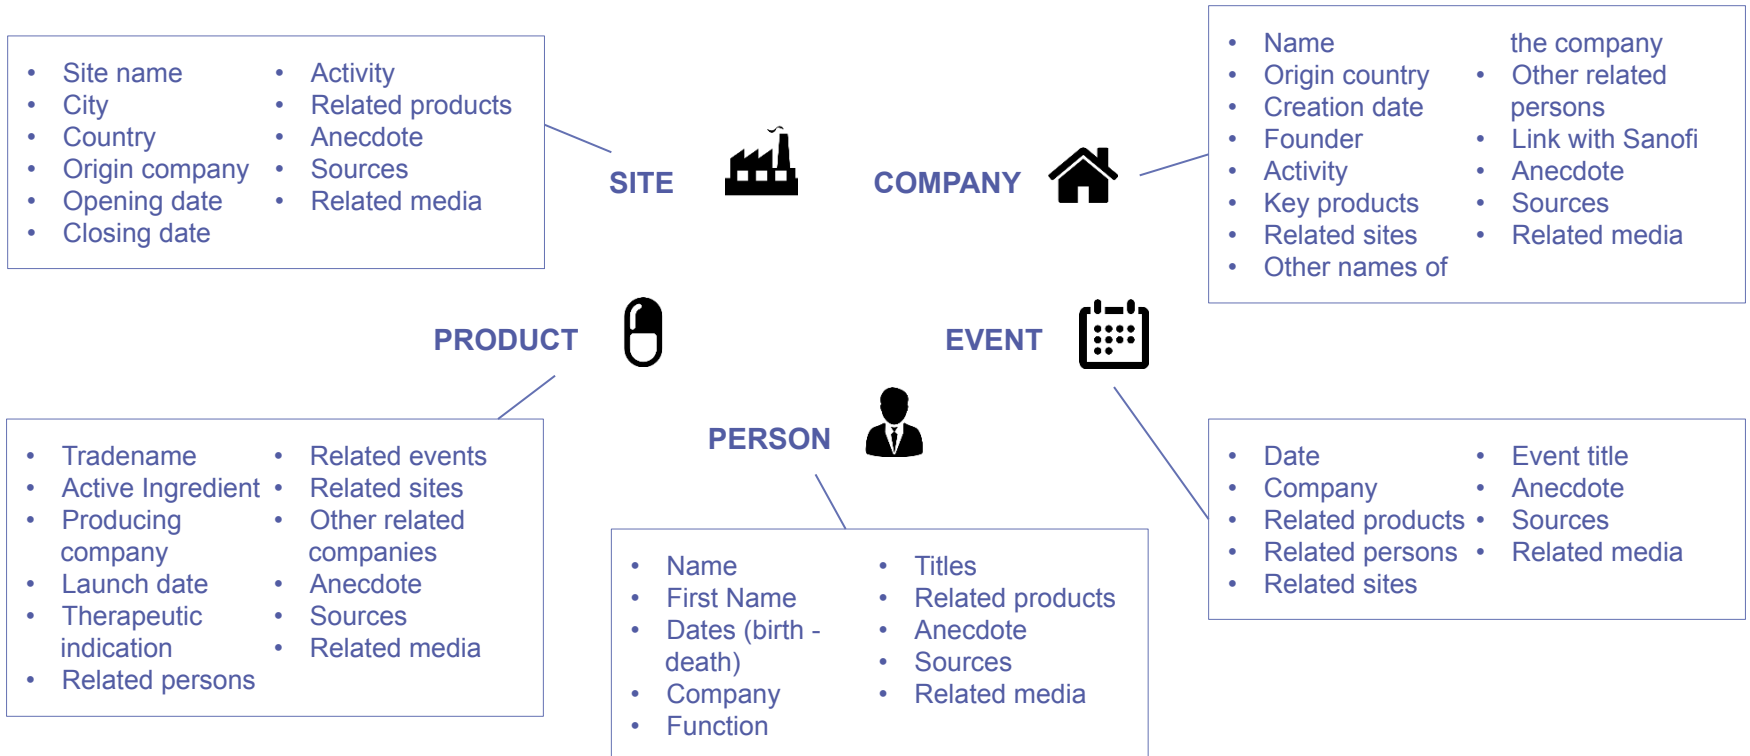 • Site name
• City
• Country
• Origin company
• Opening date
• Closing date
• Activity
• Related products
• Anecdote
• Sources
• Related media
SITE
COMPANY
• Name
• Origin country
• Creation date
• Founder
• Activity
• Key products
• Related sites
• Other names of
the company
• Other related
persons
• Link with Sanofi
• Anecdote
• Sources
• Related media
PRODUCT
EVENT
PERSON
• Tradename
• Active Ingredient
• Producing
company
• Launch date
• Therapeutic
indication
• Related persons
• Related events
• Related sites
• Other related
companies
• Anecdote
• Sources
• Related media
• Name
• First Name
• Dates (birth -
death)
• Company
• Function
• Titles
• Related products
• Anecdote
• Sources
• Related media
• Date
• Company
• Related products
• Related persons
• Related sites
• Event title
• Anecdote
• Sources
• Related media